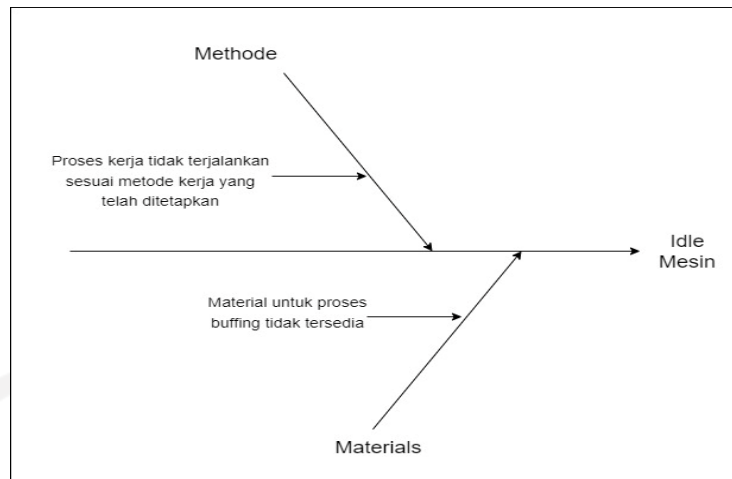 Methode
Proses kerja tidak terjalankan
sesuai metode kerja yang
telah ditetapkan
Idle
Mesin
Material untuk proses
buffing tidak tersedia
Materials